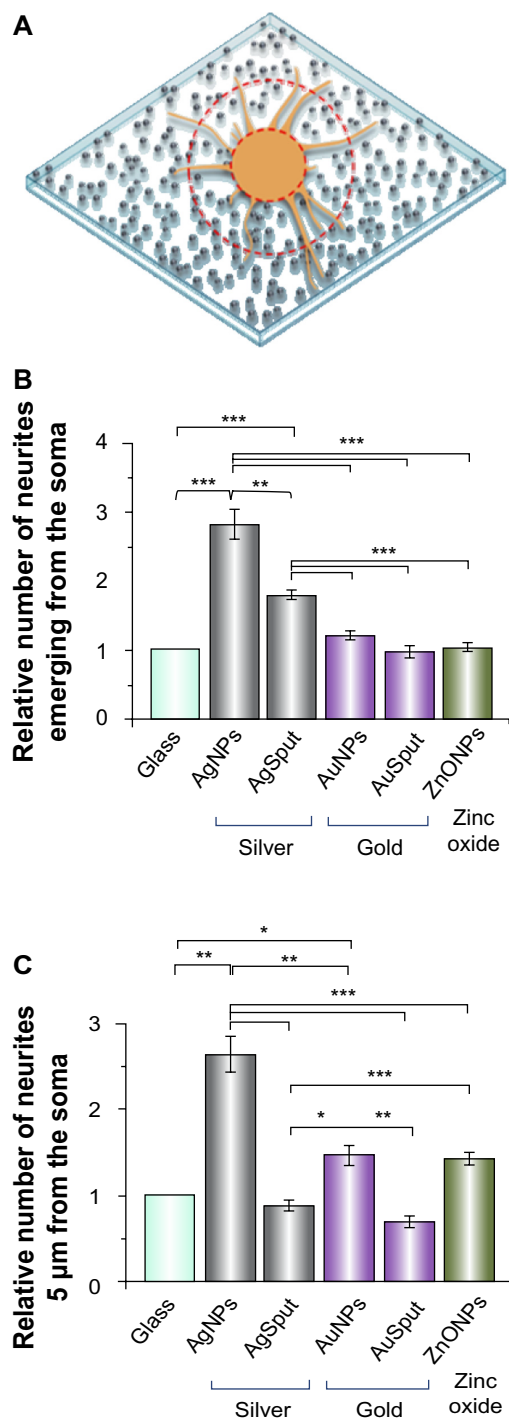 A
B
Relative number of neurites
emerging from the soma
4
3
2
1
0
***
***
***
**
***
Glass
AgNPs
AgSput
AuNPs
AuSput
ZnONPs
Silver
Gold
Zinc
oxide
C
Relative number of neurites
5 µm from the soma
3
2
1
0
*
**
**
***
***
*
**
Glass
AgNPs
AgSput
AuNPs
AuSput
ZnONPs
Silver
Gold
Zinc
oxide